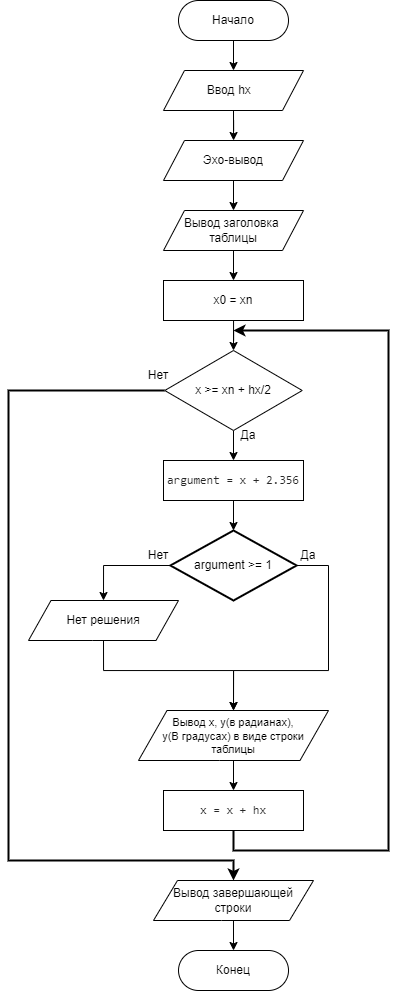 Начало
Ввод hx
Эхо-вывод
Вывод заголовка
таблицы
x0 = xn
Нет
x >= xn + hx/2
Да
argument = x + 2.356
Нет
argument >= 1
Да
Нет решения
Вывод x, y(в радианах),
y(В градусах) в виде строки
таблицы
x = x + hx
Вывод завершающей
строки
Конец